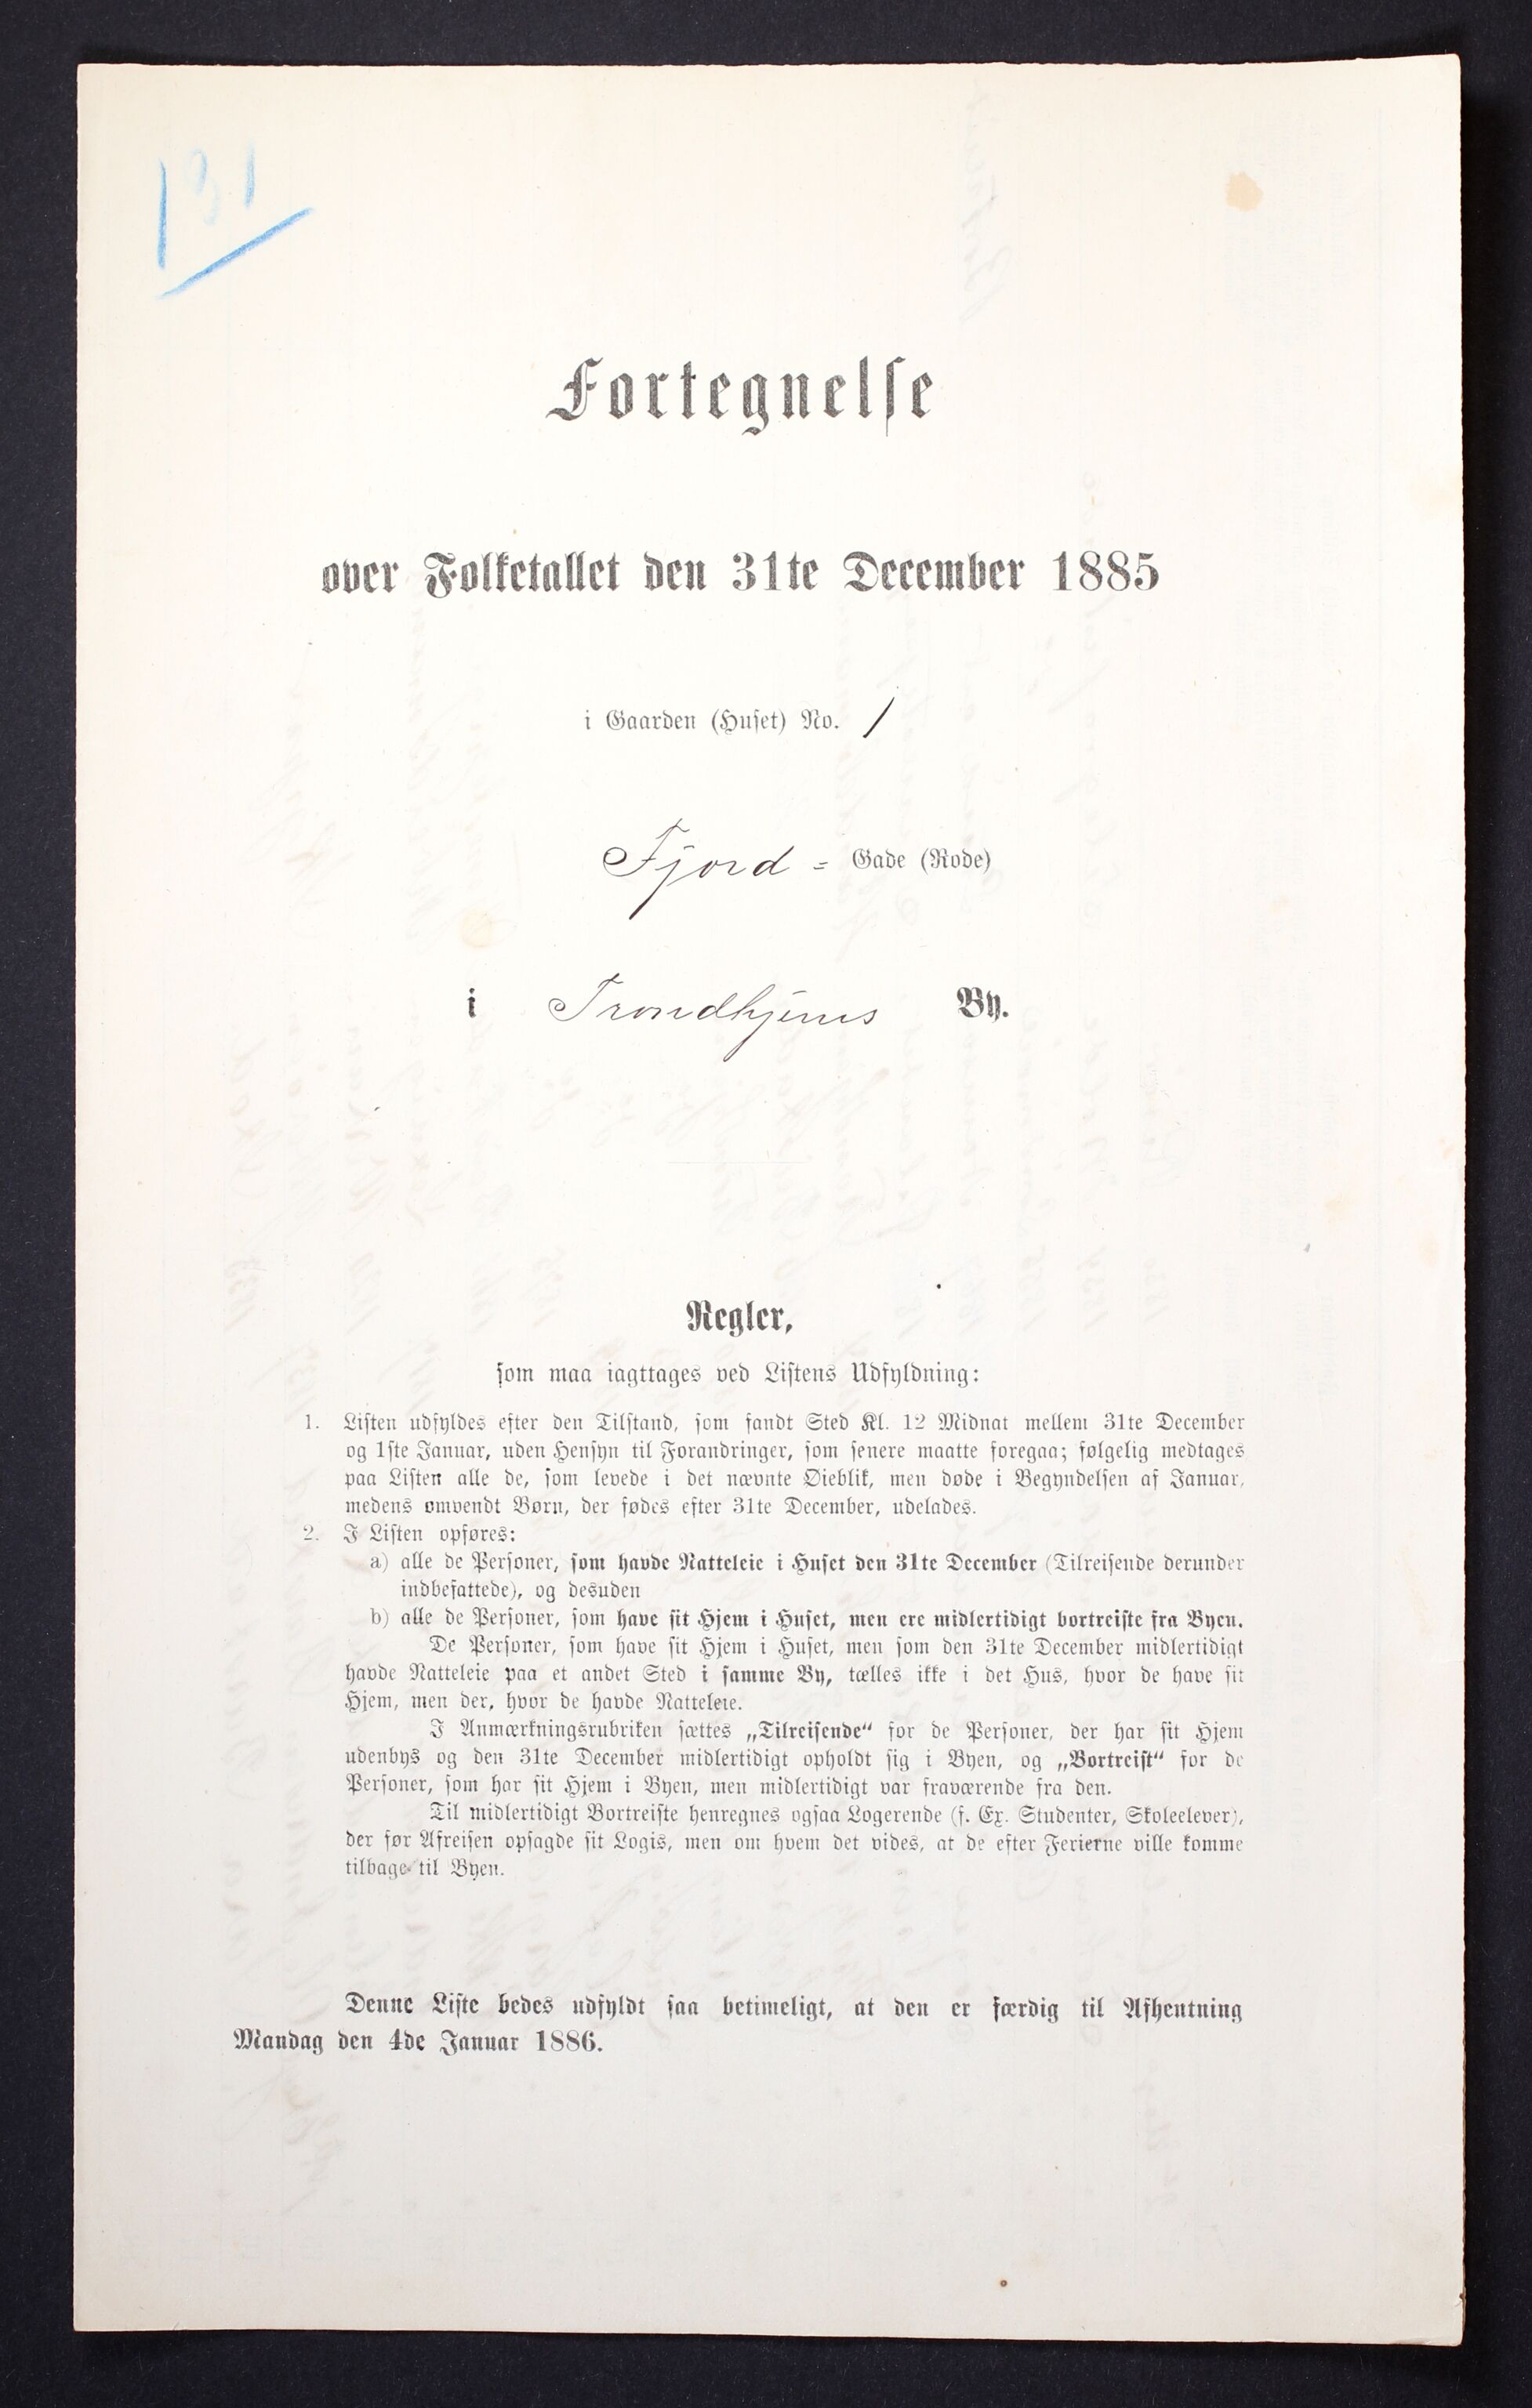 131
Fortegnelse
over Folketallet den 31te December 1885
i Gaarden (Huset) No. 1
Fjord = Gade (Rode)
i Trondhjems By.
Regler,
som maa iagttages ved Listens Udfyldning:
1. Listen udfyldes efter den Tilstand, som fandt Sted Kl. 12 Midnat mellem 31te December
og 1ste Januar, uden Hensyn til Forandringer, som senere maatte foregaa; følgelig medtages
paa Listen alle de, som levede i det nævnte Øieblik, men døde i Begyndelsen af Januar,
medens omvendt Børn, der fødes efter 31te December, udelades.
2. I Listen opføres:
a) alle de Personer, som havde Natteleie i Huset den 31te December (Tilreisende derunder
indbefattede), og desuden
b) alle de Personer, som have sit Hjem i Huset, men ere midlertidigt bortreiste fra Byen.
De Personer, som have sit Hjem i Huset, men som den 31te December midlertidigt
havde Natteleie paa et andet Sted i samme By, tælles ikke i det Hus, hvor de have sit
Hjem, men der, hvor de havde Natteleie.
I Anmærkningsrubriken sættes „Tilreisende“ for de Personer, der har sit Hjem
udenbys og den 31te December midlertidigt opholdt sig i Byen, og „Bortreist“ for de
Personer, som har sit Hjem i Byen, men midlertidigt var fraværende fra den.
Til midlertidigt Bortreiste henregnes ogsaa Logerende (f. Ex. Studenter, Skoleelever),
der før Afreisen opsagde sit Logis, men om hvem det vides, at de efter Ferierne ville komme
tilbage til Byen.
Denne Liste bedes udfyldt saa betimeligt, at den er færdig til Afhentning
Mandag den 4de Januar 1886.